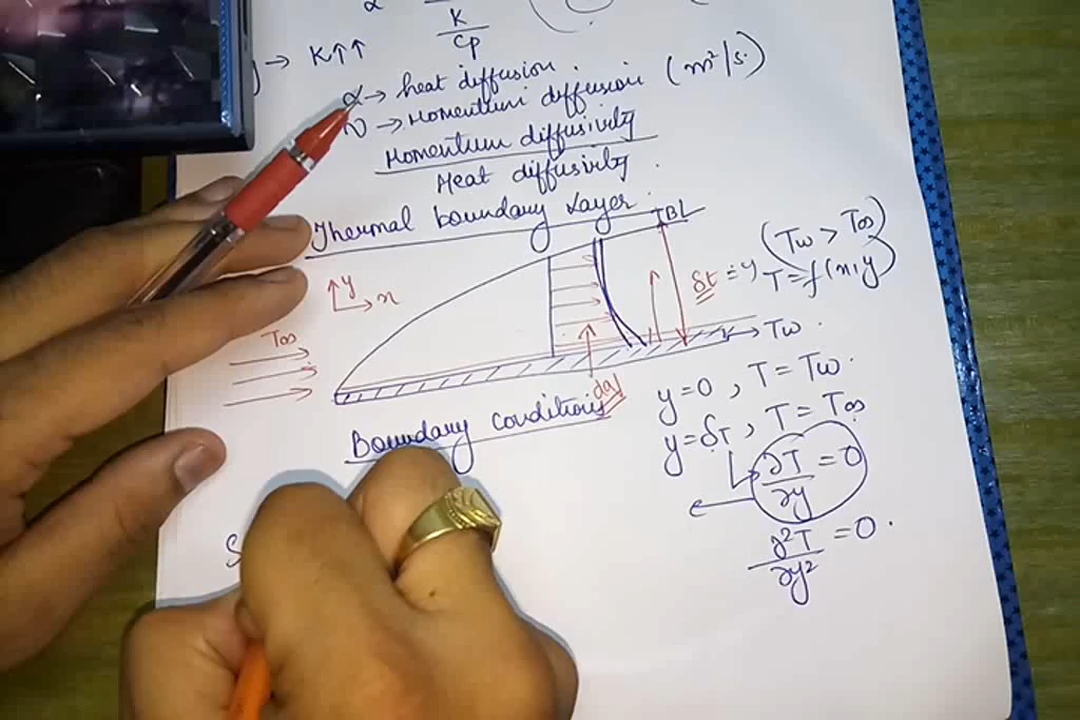 α
K
Cp
→ K↑↑
α → heat diffusion.
ν → Momentum diffusion (m²/s.)
Momentum diffusivity
Heat diffusivity.
Thermal boundary Layer.
TBL
(Tw > T∞)
T = f(x, y)
y
x
δt ÷ y
T∞
Tw.
Boundary Conditions
y=0, T = Tw.
y=δT, T = T∞
∂T/∂y = 0
∂²T/∂y² = 0.
S